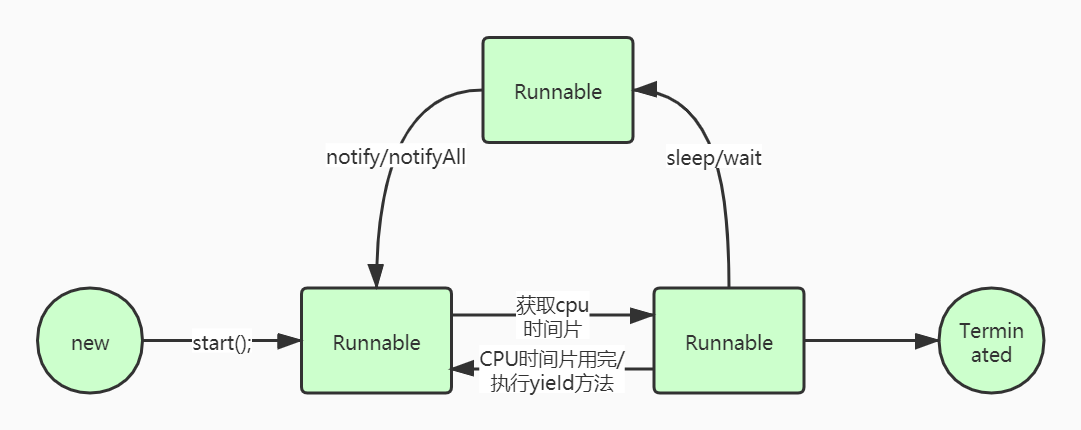 Runnable
notify/notifyAll
sleep/wait
new
start();
Runnable
获取cpu
时间片
CPU时间片用完/
执行yield方法
Runnable
Termin
ated